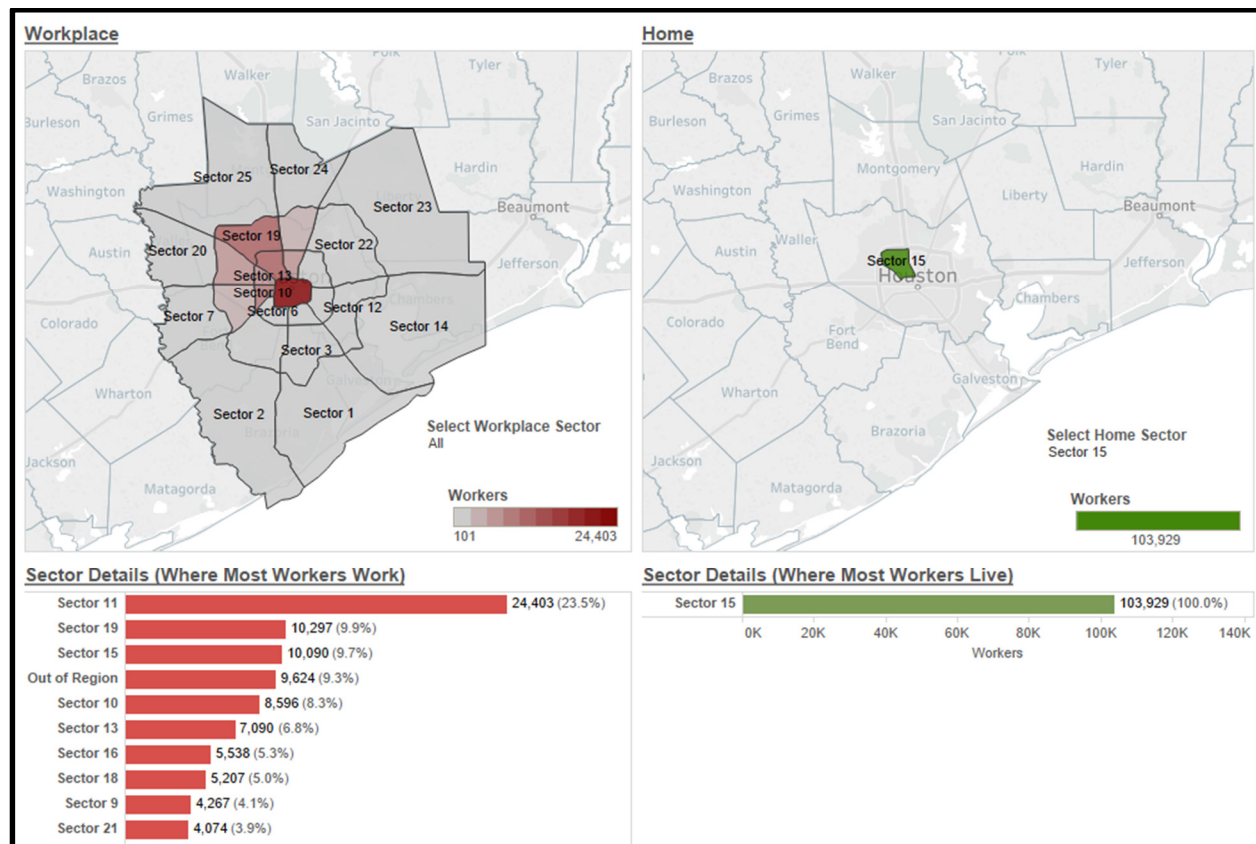 Workplace
Brazos
Walker
Polk
Tyler
Grimes
San Jacinto
Burleson
Hardin
Sector 25
Sector 24
Washington
Liberty
Sector 23
Beaumont
Sector 19
Austin
Sector 20
Sector 22
Jefferson
Sector 13
Sector 10
Chambers
Colorado
Sector 7
Sector 6
Sector 12
Sector 14
Sector 3
Galveston
Wharton
Sector 2
Sector 1
Brazoria
Select Workplace Sector
All
Jackson
Matagorda
Workers
101
24,403
Home
Brazos
Walker
Polk
Tyler
Grimes
San Jacinto
Burleson
Hardin
Montgomery
Washington
Liberty
Beaumont
Austin
Waller
Sector 15
Houston
Jefferson
Chambers
Colorado
Fort
Bend
Galveston
Wharton
Brazoria
Select Home Sector
Sector 15
Jackson
Matagorda
Workers
103,929
Sector Details (Where Most Workers Work)
Sector 11 24,403 (23.5%)
Sector 19 10,297 (9.9%)
Sector 15 10,090 (9.7%)
Out of Region 9,624 (9.3%)
Sector 10 8,596 (8.3%)
Sector 13 7,090 (6.8%)
Sector 16 5,538 (5.3%)
Sector 18 5,207 (5.0%)
Sector 9 4,267 (4.1%)
Sector 21 4,074 (3.9%)
Sector Details (Where Most Workers Live)
Sector 15 103,929 (100.0%)
0K 20K 40K 60K 80K 100K 120K 140K
Workers